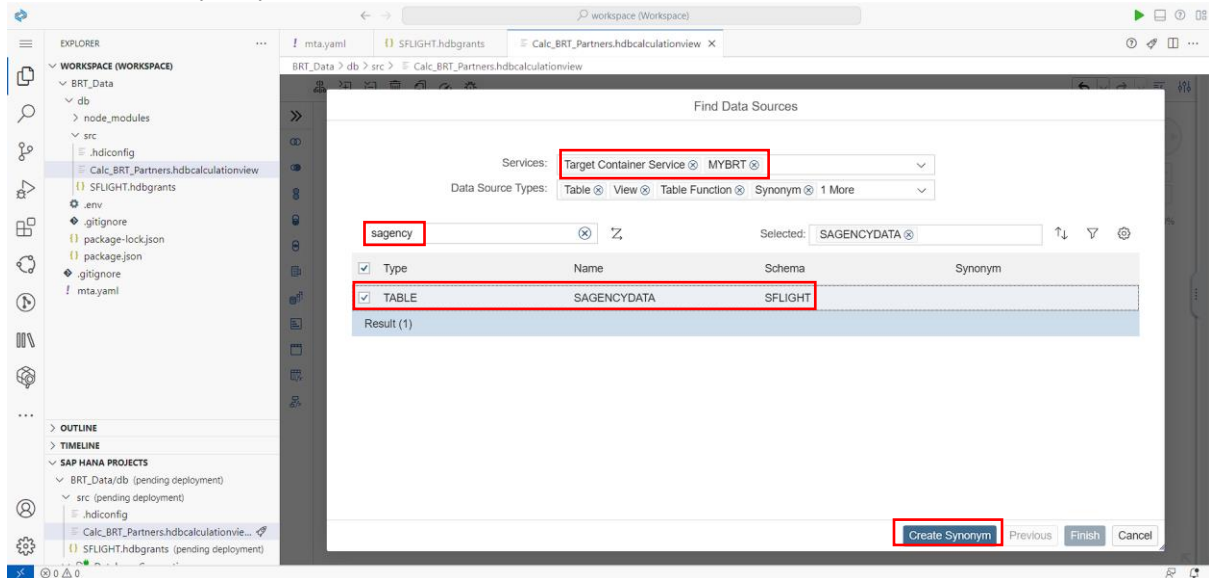 workspace (Workspace)
EXPLORER
! mta.yaml
{} SFLIGHT.hdbgrants
Calc_BRT_Partners.hdbcalculationview
WORKSPACE (WORKSPACE)
BRT_Data > db > src > Calc_BRT_Partners.hdbcalculationview
BRT_Data
db
node_modules
src
.hdiconfig
Calc_BRT_Partners.hdbcalculationview
{} SFLIGHT.hdbgrants
.env
.gitignore
{} package-lock.json
{} package.json
.gitignore
! mta.yaml
Find Data Sources
Services: Target Container Service MYBRT
Data Source Types: Table View Table Function Synonym 1 More
sagency
Selected: SAGENCYDATA
Type Name Schema Synonym
TABLE SAGENCYDATA SFLIGHT
Result (1)
OUTLINE
TIMELINE
SAP HANA PROJECTS
BRT_Data/db (pending deployment)
src (pending deployment)
.hdiconfig
Calc_BRT_Partners.hdbcalculationvie...
{} SFLIGHT.hdbgrants (pending deployment)
Create Synonym Previous Finish Cancel
0 0